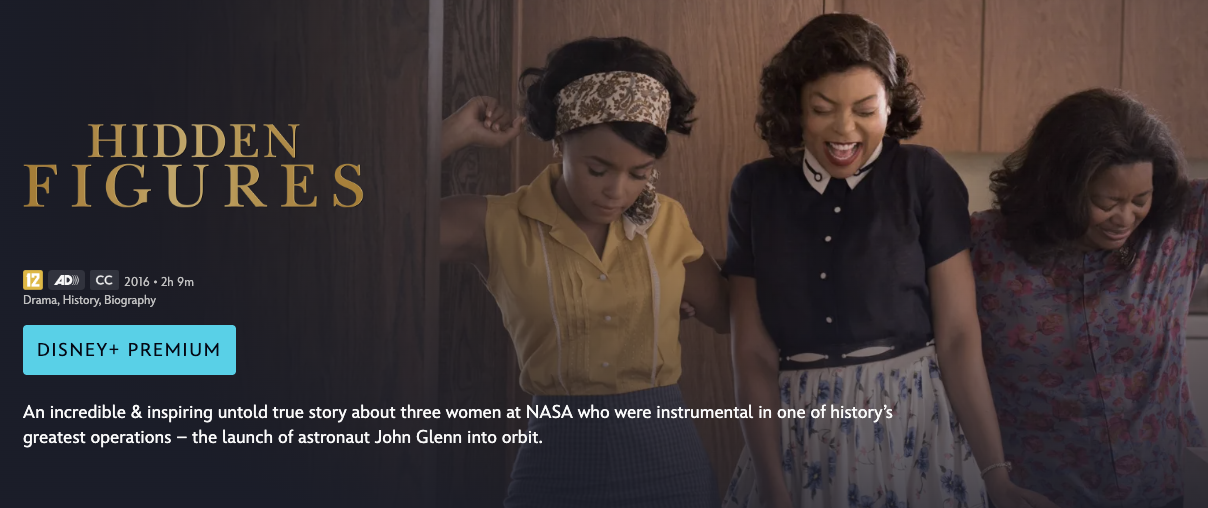 HIDDEN
FIGURES
12 AD CC 2016 • 2h 9m
Drama, History, Biography
DISNEY+ PREMIUM
An incredible & inspiring untold true story about three women at NASA who were instrumental in one of history’s
greatest operations – the launch of astronaut John Glenn into orbit.